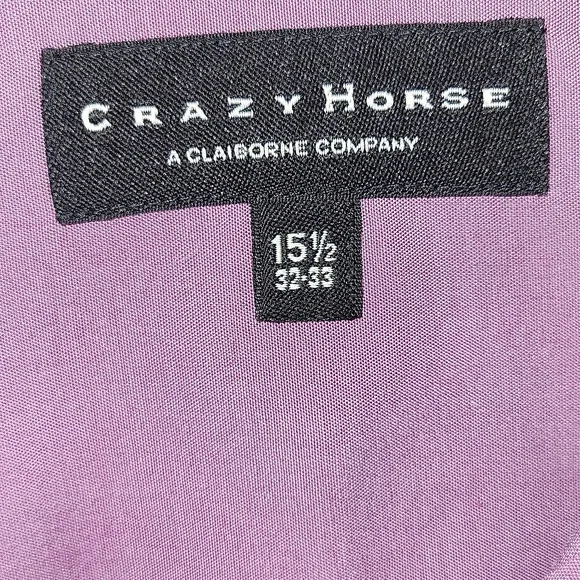 CRAZY HORSE
A CLAIBORNE COMPANY
15½
32-33